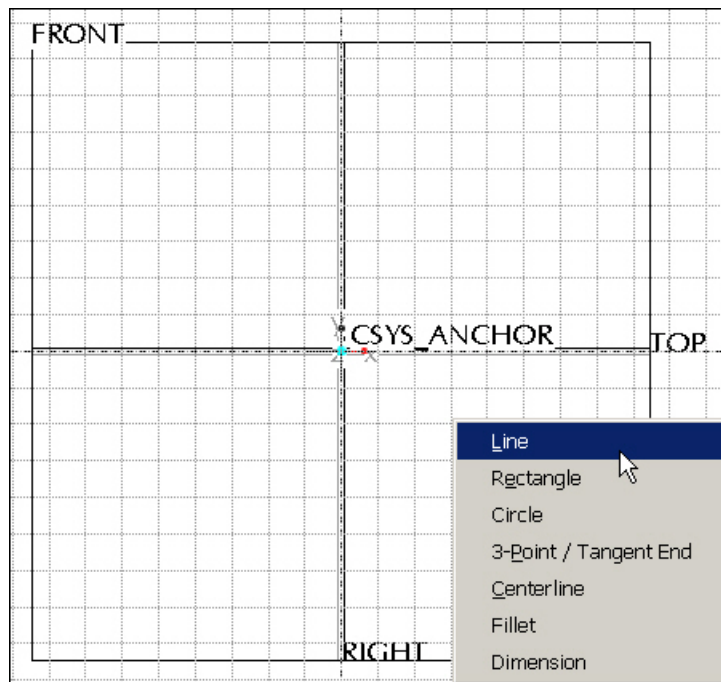 FRONT
Y
CSYS_ANCHOR
TOP
Z
X
Line
Rectangle
Circle
3-Point / Tangent End
Centerline
Fillet
RIGHT
Dimension